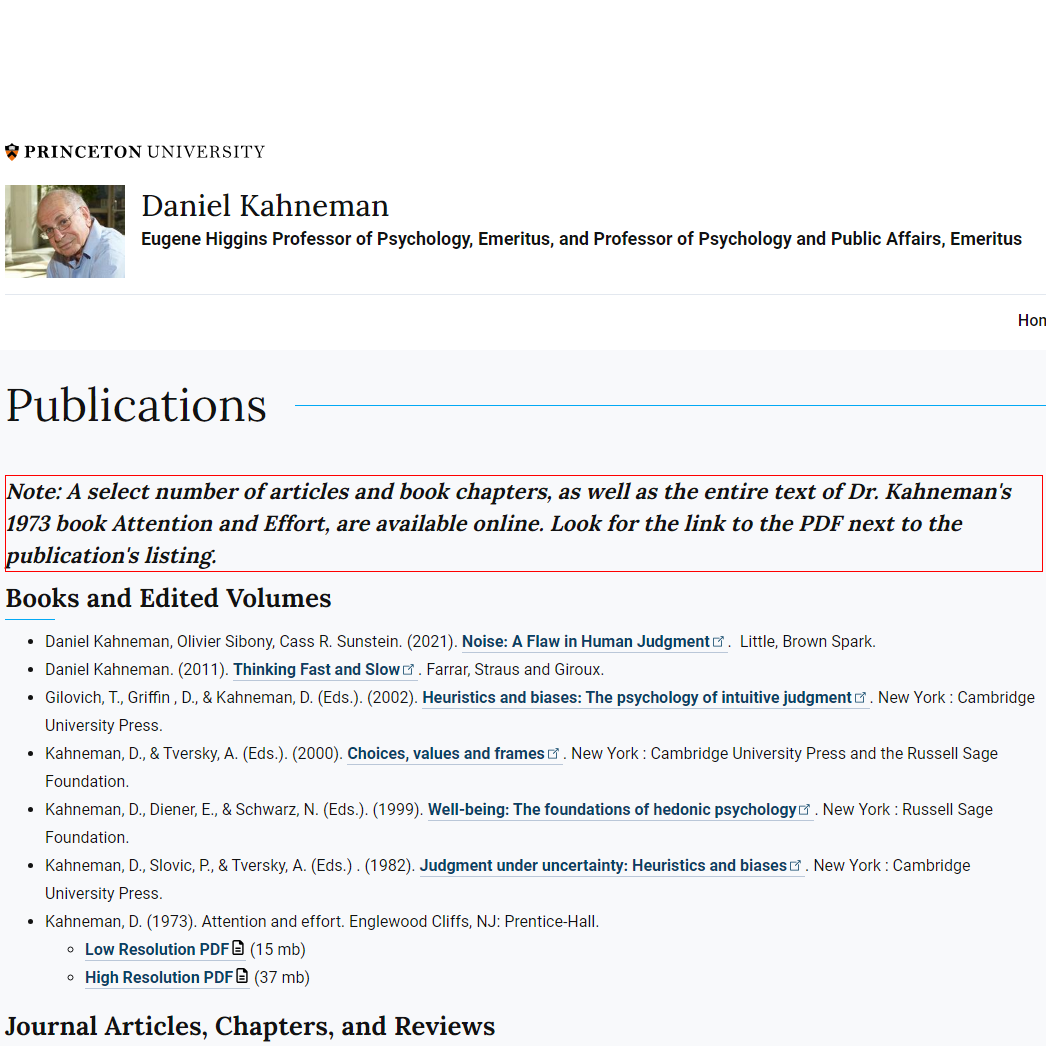 PRINCETON UNIVERSITY
Daniel Kahneman
Eugene Higgins Professor of Psychology, Emeritus, and Professor of Psychology and Public Affairs, Emeritus
Hom
Publications
Note: A select number of articles and book chapters, as well as the entire text of Dr. Kahneman's
1973 book Attention and Effort, are available online. Look for the link to the PDF next to the
publication's listing.
Books and Edited Volumes
Daniel Kahneman, Olivier Sibony, Cass R. Sunstein. (2021). Noise: A Flaw in Human Judgment . Little, Brown Spark.
Daniel Kahneman. (2011). Thinking Fast and Slow . Farrar, Straus and Giroux.
Gilovich, T., Griffin , D., & Kahneman, D. (Eds.). (2002). Heuristics and biases: The psychology of intuitive judgment . New York : Cambridge
University Press.
Kahneman, D., & Tversky, A. (Eds.). (2000). Choices, values and frames . New York : Cambridge University Press and the Russell Sage
Foundation.
Kahneman, D., Diener, E., & Schwarz, N. (Eds.). (1999). Well-being: The foundations of hedonic psychology . New York : Russell Sage
Foundation.
Kahneman, D., Slovic, P., & Tversky, A. (Eds.) . (1982). Judgment under uncertainty: Heuristics and biases . New York : Cambridge
University Press.
Kahneman, D. (1973). Attention and effort. Englewood Cliffs, NJ: Prentice-Hall.
Low Resolution PDF (15 mb)
High Resolution PDF (37 mb)
Journal Articles, Chapters, and Reviews